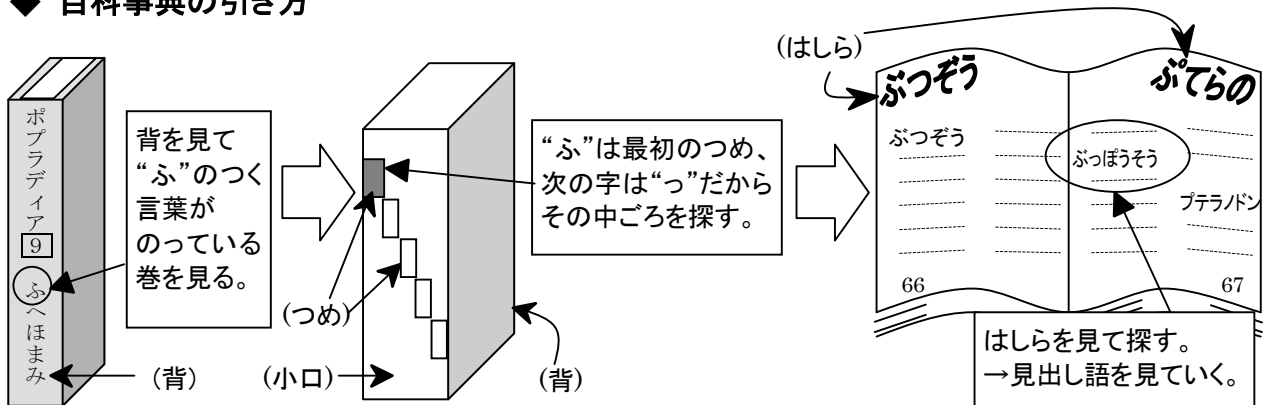 ◆ 百科事典の引き方
ポプラディア 9 ふへほまみ
(背)
背を見て
“ふ”のつく
言葉が
のっている
巻を見る。
(つめ)
(小口)
(背)
“ふ”は最初のつめ、
次の字は“っ”だから
その中ごろを探す。
(はしら)
ぶつぞう
ぷてらの
ぶつぞう
ぶっぽうそう
プテラノドン
66
67
はしらを見て探す。
→見出し語を見ていく。